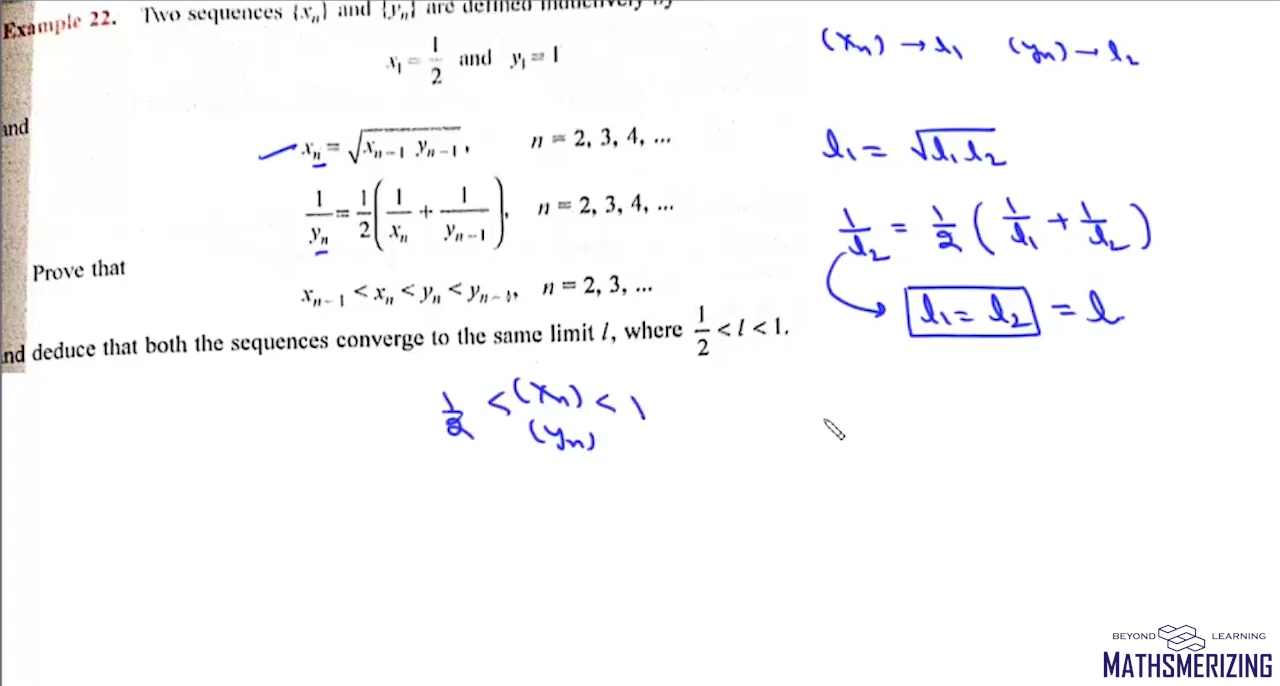 Example 22. Two sequences {xₙ} and {yₙ} are defined inductively by
x₁ = 1/2 and y₁ = 1
and
xₙ = √(xₙ₋₁ yₙ₋₁), n = 2, 3, 4, ...
1/yₙ = 1/2 (1/xₙ + 1/yₙ₋₁), n = 2, 3, 4, ...
Prove that
xₙ₋₁ < xₙ < yₙ < yₙ₋₁, n = 2, 3, ...
nd deduce that both the sequences converge to the same limit l, where 1/2 < l < 1.
1/2 < (xₙ) < 1
(yₙ)
(xₙ) → l₁ (yₙ) → l₂
l₁ = √(l₁ l₂)
1/l₂ = 1/2 (1/l₁ + 1/l₂)
l₁ = l₂ = l
BEYOND LEARNING
MATHSMERIZING